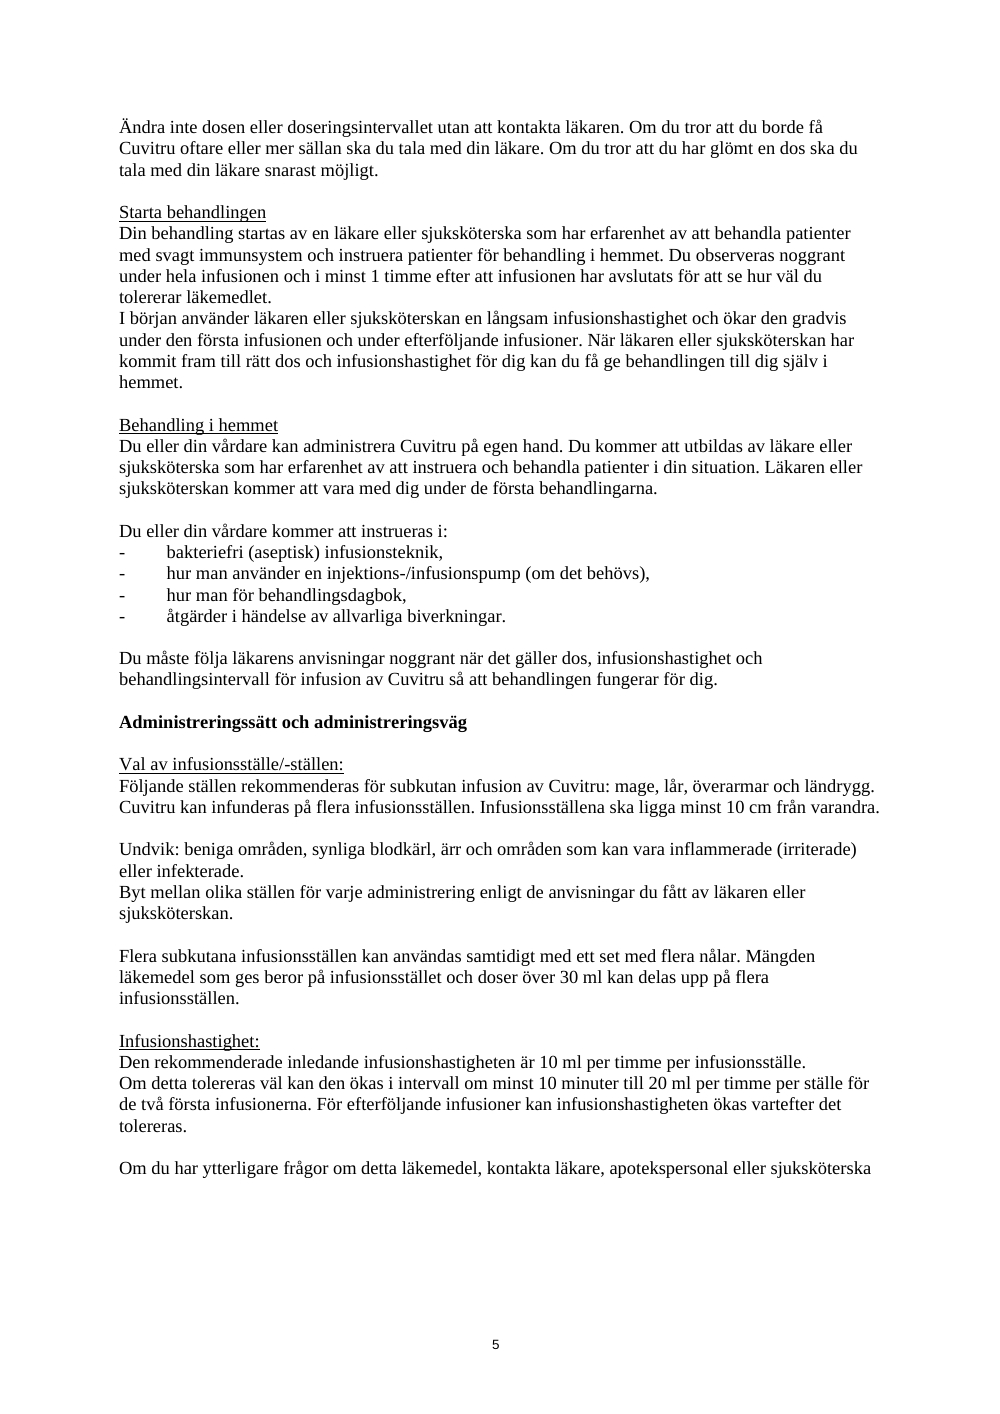 Ändra inte dosen eller doseringsintervallet utan att kontakta läkaren. Om du tror att du borde få
Cuvitru oftare eller mer sällan ska du tala med din läkare. Om du tror att du har glömt en dos ska du
tala med din läkare snarast möjligt.
Starta behandlingen
Din behandling startas av en läkare eller sjuksköterska som har erfarenhet av att behandla patienter
med svagt immunsystem och instruera patienter för behandling i hemmet. Du observeras noggrant
under hela infusionen och i minst 1 timme efter att infusionen har avslutats för att se hur väl du
tolererar läkemedlet.
I början använder läkaren eller sjuksköterskan en långsam infusionshastighet och ökar den gradvis
under den första infusionen och under efterföljande infusioner. När läkaren eller sjuksköterskan har
kommit fram till rätt dos och infusionshastighet för dig kan du få ge behandlingen till dig själv i
hemmet.
Behandling i hemmet
Du eller din vårdare kan administrera Cuvitru på egen hand. Du kommer att utbildas av läkare eller
sjuksköterska som har erfarenhet av att instruera och behandla patienter i din situation. Läkaren eller
sjuksköterskan kommer att vara med dig under de första behandlingarna.
Du eller din vårdare kommer att instrueras i:
- bakteriefri (aseptisk) infusionsteknik,
- hur man använder en injektions-/infusionspump (om det behövs),
- hur man för behandlingsdagbok,
- åtgärder i händelse av allvarliga biverkningar.
Du måste följa läkarens anvisningar noggrant när det gäller dos, infusionshastighet och
behandlingsintervall för infusion av Cuvitru så att behandlingen fungerar för dig.
Administreringssätt och administreringsväg
Val av infusionsställe/-ställen:
Följande ställen rekommenderas för subkutan infusion av Cuvitru: mage, lår, överarmar och ländrygg.
Cuvitru kan infunderas på flera infusionsställen. Infusionsställena ska ligga minst 10 cm från varandra.
Undvik: beniga områden, synliga blodkärl, ärr och områden som kan vara inflammerade (irriterade)
eller infekterade.
Byt mellan olika ställen för varje administrering enligt de anvisningar du fått av läkaren eller
sjuksköterskan.
Flera subkutana infusionsställen kan användas samtidigt med ett set med flera nålar. Mängden
läkemedel som ges beror på infusionsstället och doser över 30 ml kan delas upp på flera
infusionsställen.
Infusionshastighet:
Den rekommenderade inledande infusionshastigheten är 10 ml per timme per infusionsställe.
Om detta tolereras väl kan den ökas i intervall om minst 10 minuter till 20 ml per timme per ställe för
de två första infusionerna. För efterföljande infusioner kan infusionshastigheten ökas vartefter det
tolereras.
Om du har ytterligare frågor om detta läkemedel, kontakta läkare, apotekspersonal eller sjuksköterska
5